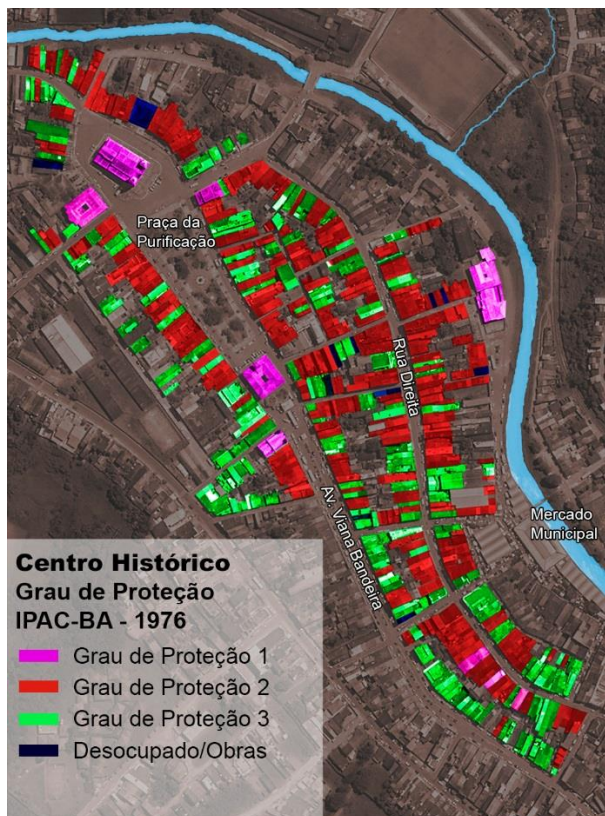 Praça da
Purificação
Rua Direita
Av. Viana Bandeira
Mercado
Municipal
Centro Histórico
Grau de Proteção
IPAC-BA - 1976
Grau de Proteção 1
Grau de Proteção 2
Grau de Proteção 3
Desocupado/Obras